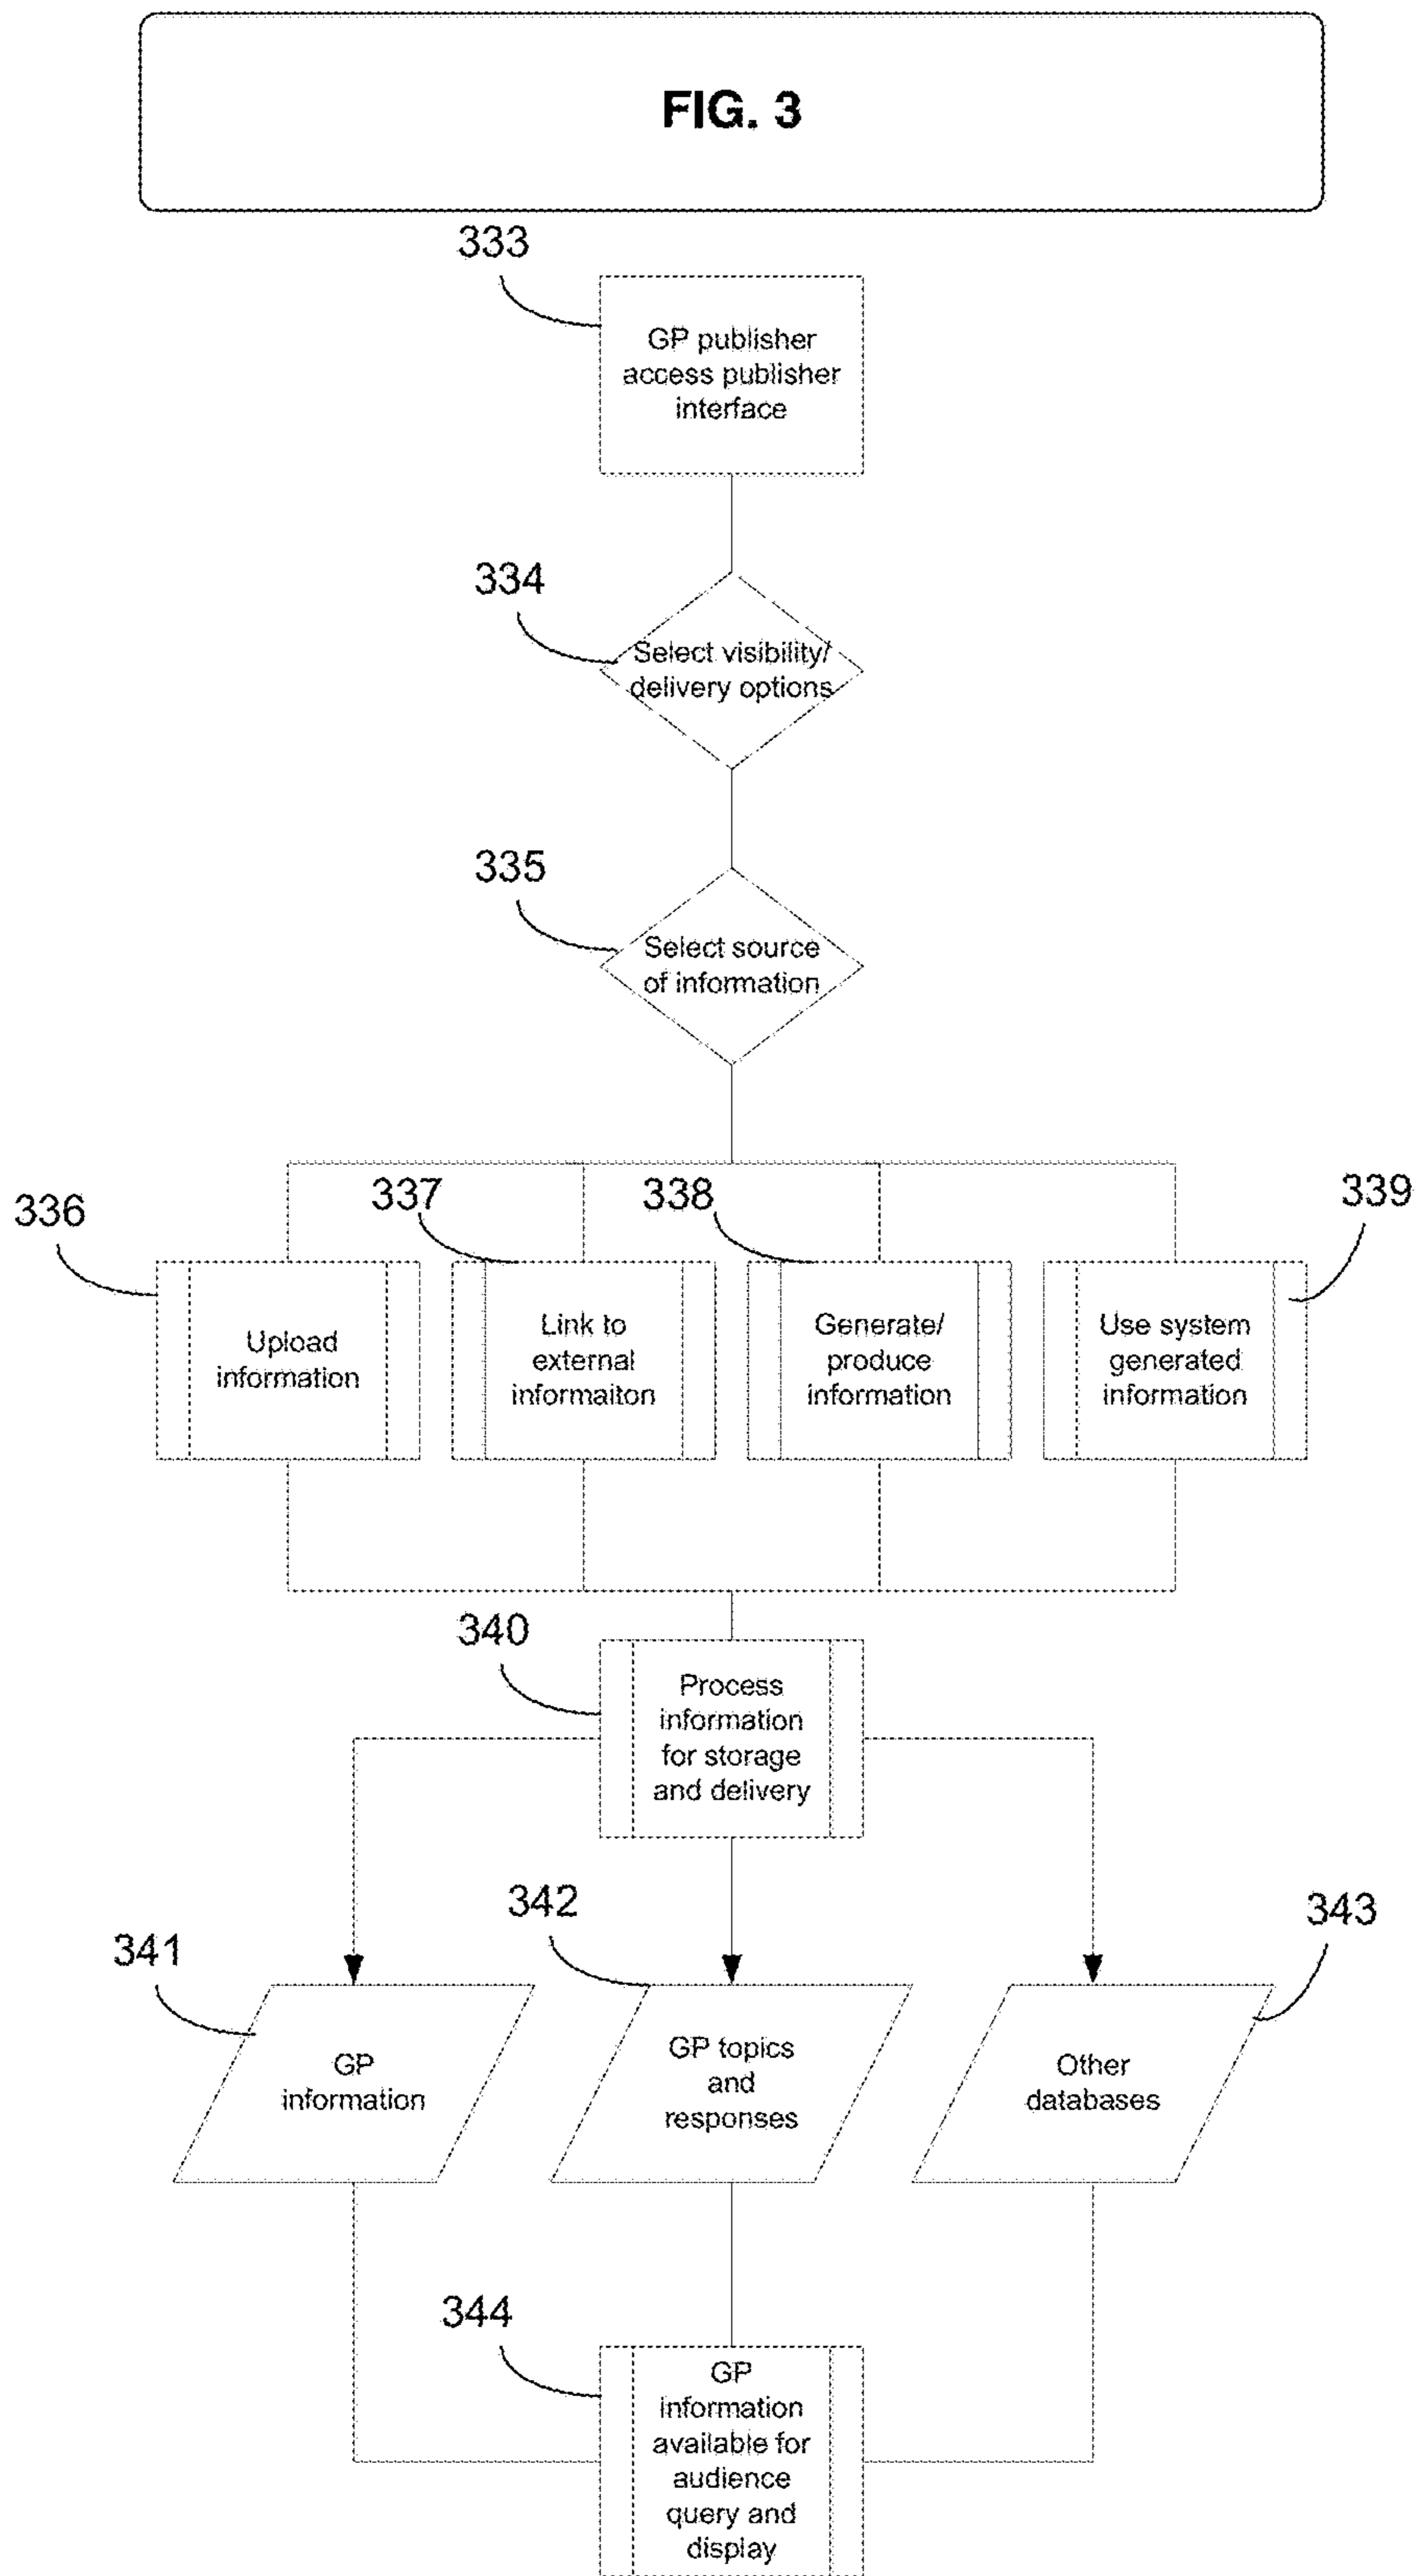 FIG. 3
333
GP publisher
access publisher
interface
334
Select visibility/
delivery options
335
Select source
of information
336
337
338
339
Upload
information
Link to
external
informaiton
Generate/
produce
information
Use system
generated
information
340
Process
information
for storage
and delivery
341
342
343
GP
information
GP topics
and
responses
Other
databases
344
GP
information
available for
audience
query and
display